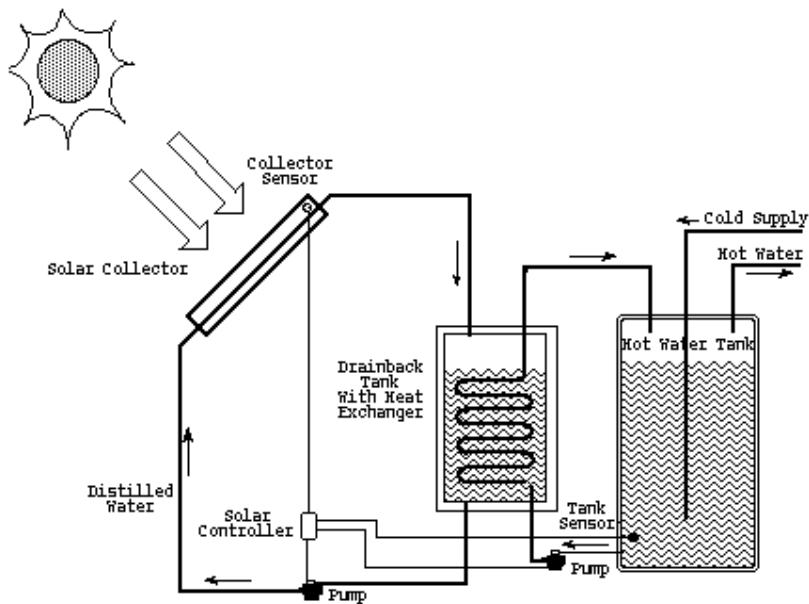 Collector
Sensor
Solar Collector
Cold Supply
Hot Water
Hot Water Tank
Drainback
Tank
With Heat
Exchanger
Distilled
Water
Solar
Controller
Tank
Sensor
Pump
Pump